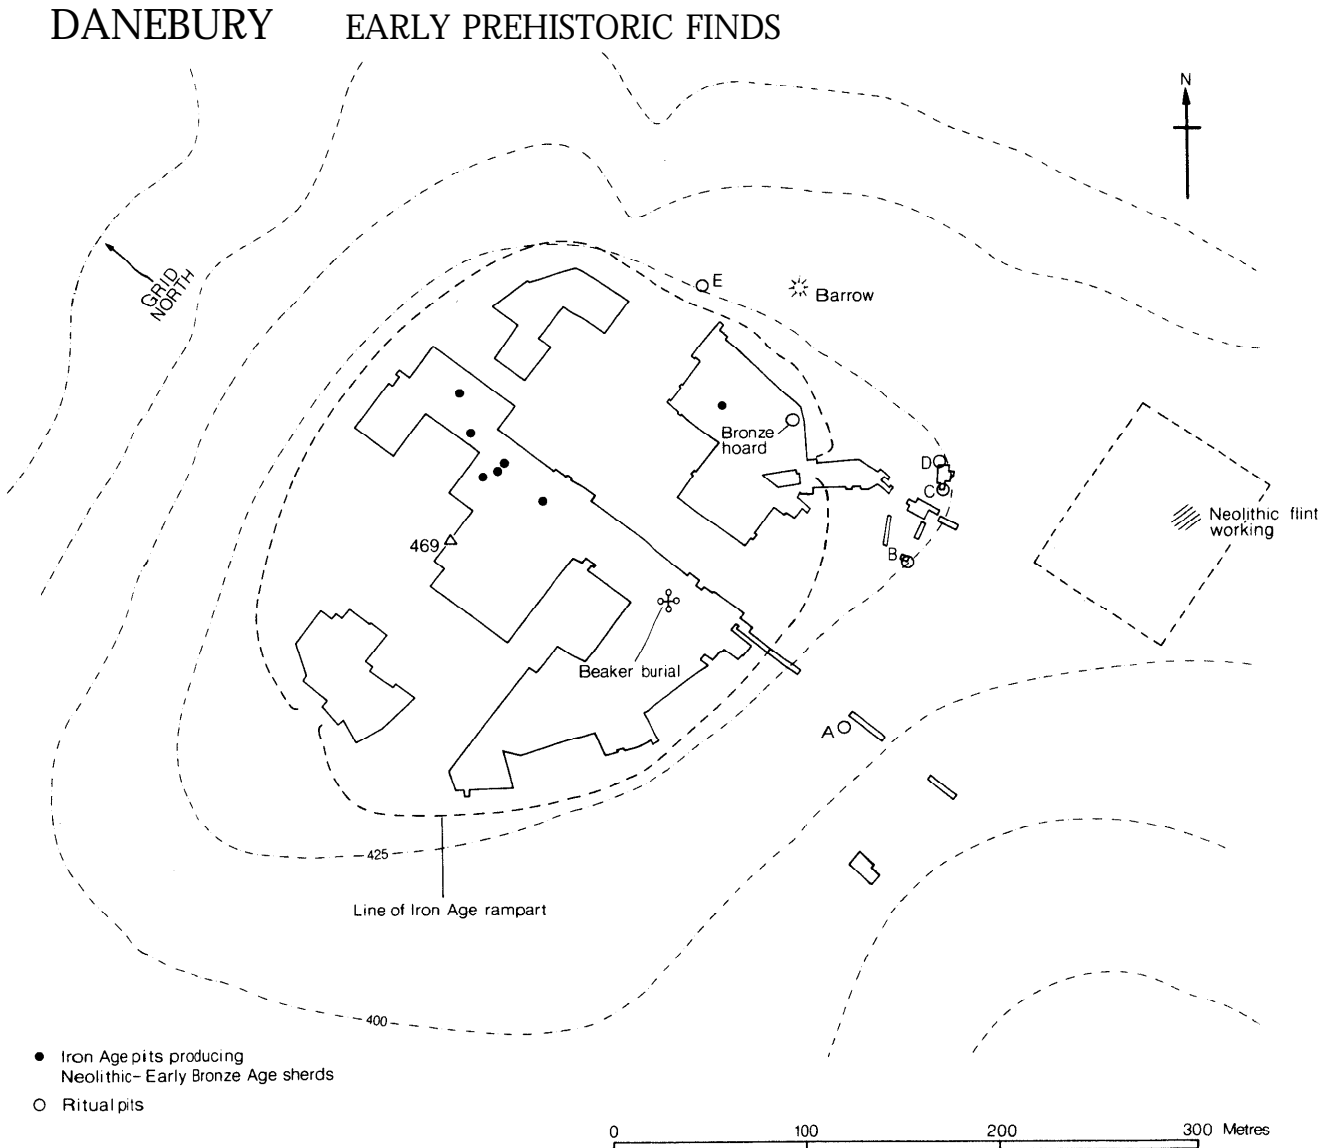 DANEBURY EARLY PREHISTORIC FINDS
N
GRID
NORTH
E
Barrow
Bronze
hoard
D
C
Neolithic flint
working
469
B
Beaker burial
A
425
Line of Iron Age rampart
400
Iron Age pits producing
Neolithic-Early Bronze Age sherds
Ritual pits
0 100 200 300 Metres